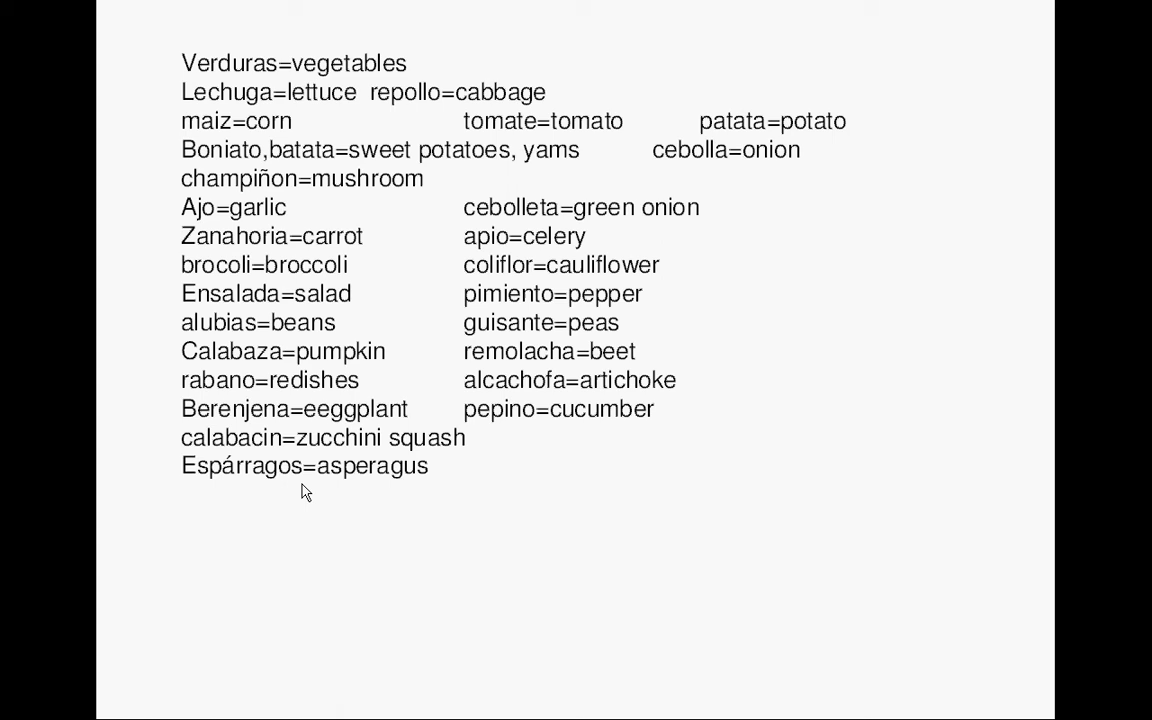 Verduras=vegetables
Lechuga=lettuce  repollo=cabbage
maiz=corn  tomate=tomato  patata=potato
Boniato,batata=sweet potatoes, yams  cebolla=onion
champiñon=mushroom
Ajo=garlic  cebolleta=green onion
Zanahoria=carrot  apio=celery
brocoli=broccoli  coliflor=cauliflower
Ensalada=salad  pimiento=pepper
alubias=beans  guisante=peas
Calabaza=pumpkin  remolacha=beet
rabano=redishes  alcachofa=artichoke
Berenjena=eeggplant  pepino=cucumber
calabacin=zucchini squash
Espárragos=asperagus